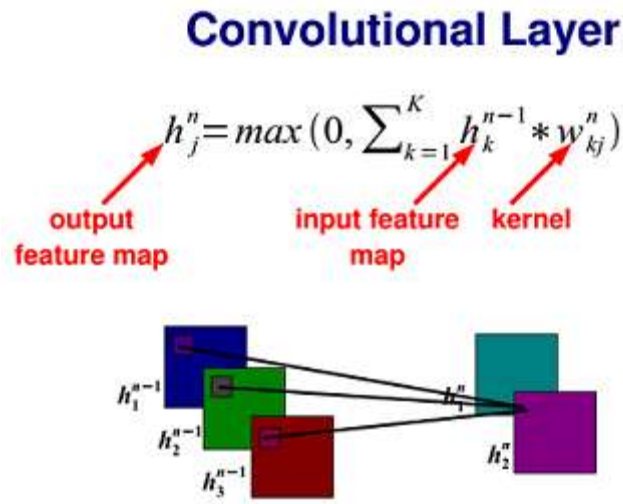 Convolutional Layer
h_j^n = max(0, ∑_{k=1}^K h_k^{n-1} * w_{kj}^n)
output
feature map
input feature
map
kernel
h_1^{n-1}
h_2^{n-1}
h_3^{n-1}
h_1^n
h_2^n